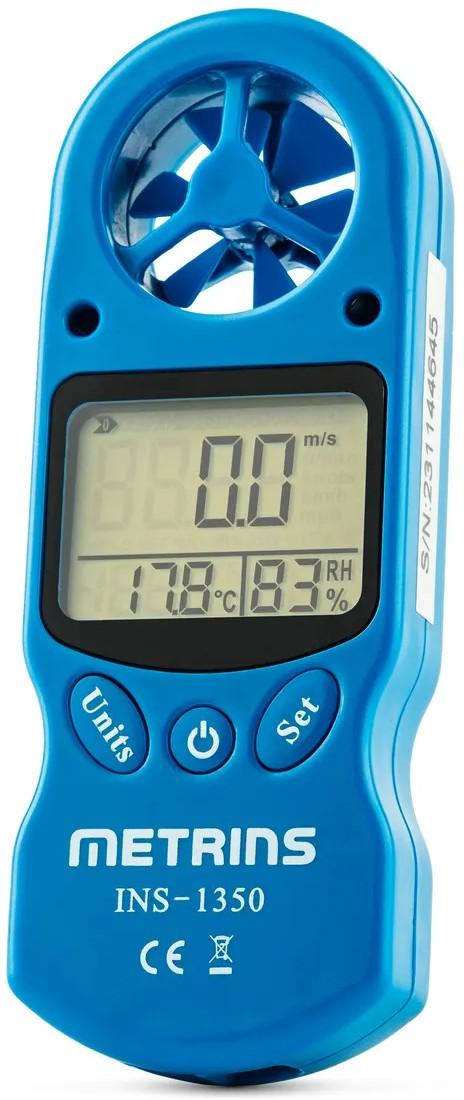 0.0 m/s
17.8°C 83 RH %
S/N:231144645
Units
Set
METRINS
INS-1350
CE